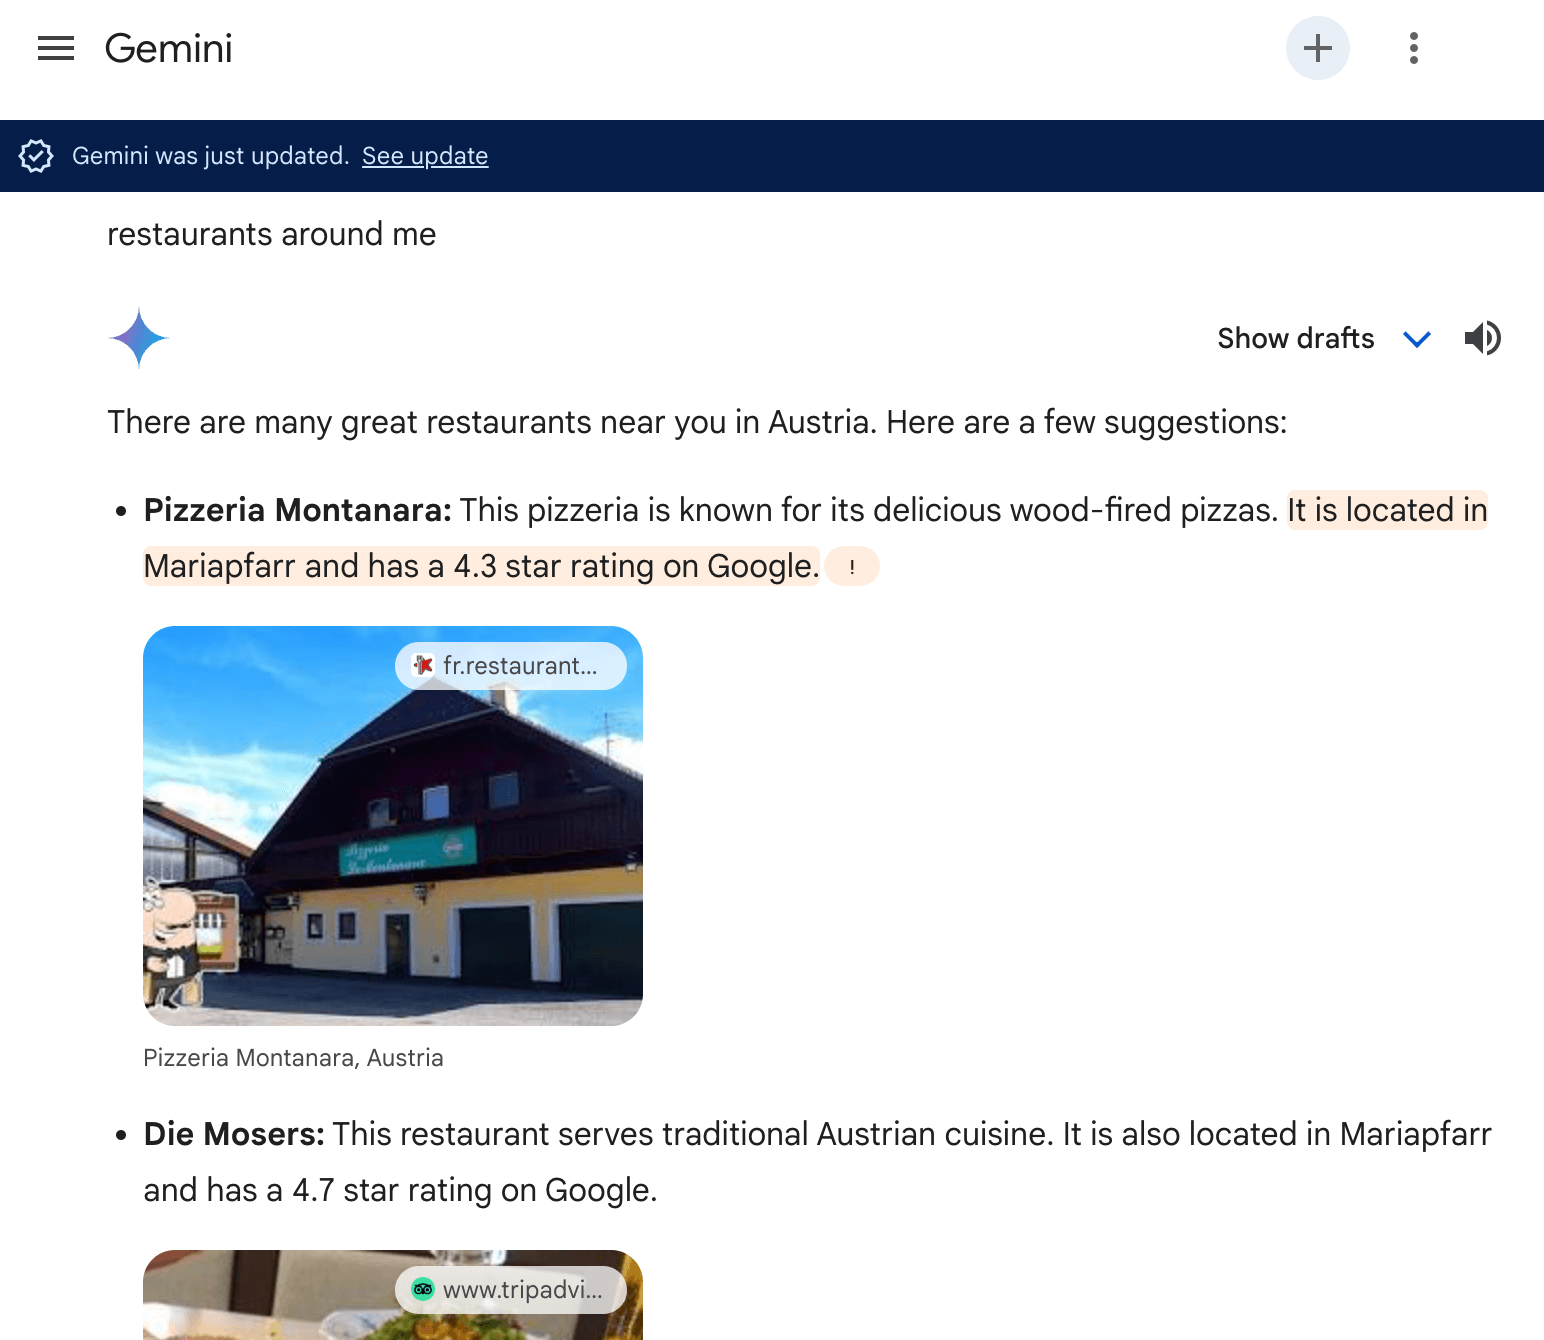 Gemini
Gemini was just updated. See update
restaurants around me
Show drafts
There are many great restaurants near you in Austria. Here are a few suggestions:
• Pizzeria Montanara: This pizzeria is known for its delicious wood-fired pizzas. It is located in
Mariapfarr and has a 4.3 star rating on Google. !
fr.restaurant...
Pizzeria
Pizzeria Montanara, Austria
• Die Mosers: This restaurant serves traditional Austrian cuisine. It is also located in Mariapfarr
and has a 4.7 star rating on Google.
www.tripadvi...